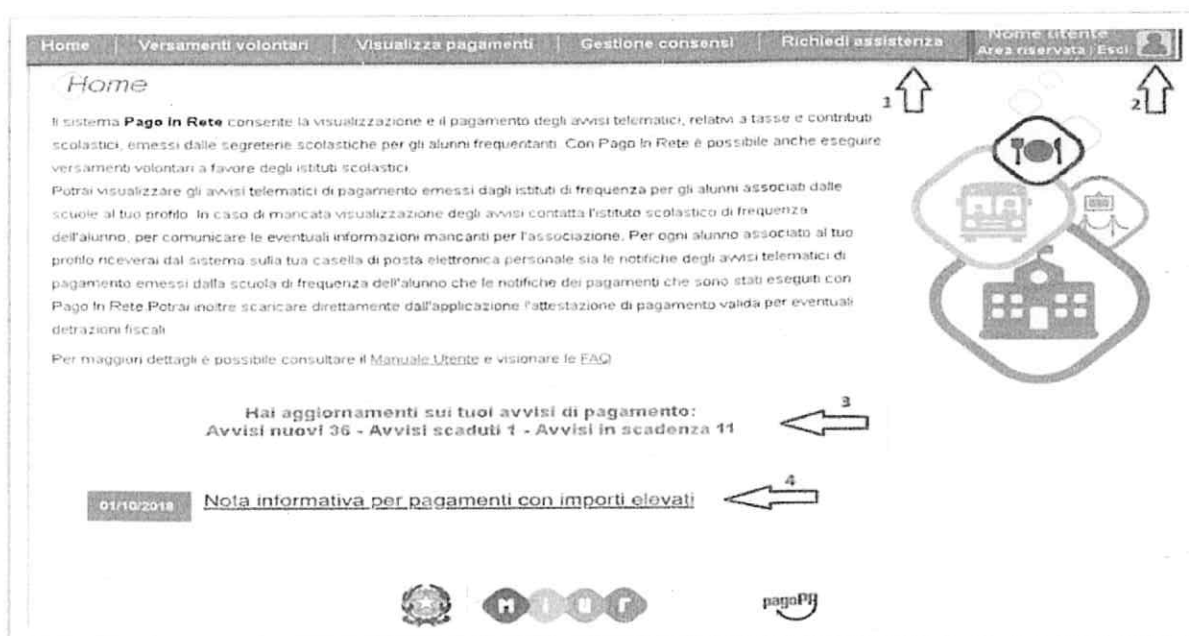 Home | Versamenti volontari | Visualizza pagamenti | Gestione consensi | Richiedi assistenza
Nome utente
Area riservata | Esci
Home
1
2
Il sistema Pago In Rete consente la visualizzazione e il pagamento degli avvisi telematici, relativi a tasse e contributi
scolastici, emessi dalle segreterie scolastiche per gli alunni frequentanti. Con Pago In Rete è possibile anche eseguire
versamenti volontari a favore degli istituti scolastici
Potrai visualizzare gli avvisi telematici di pagamento emessi dagli istituti di frequenza per gli alunni associati dalle
scuole al tuo profilo. In caso di mancata visualizzazione degli avvisi contatta l'istituto scolastico di frequenza
dell'alunno, per comunicare le eventuali informazioni mancanti per l'associazione. Per ogni alunno associato al tuo
profilo riceverai dal sistema sulla tua casella di posta elettronica personale sia le notifiche degli avvisi telematici di
pagamento emessi dalla scuola di frequenza dell'alunno che le notifiche dei pagamenti che sono stati eseguiti con
Pago In Rete.Potrai inoltre scaricare direttamente dall'applicazione l'attestazione di pagamento valida per eventuali
detrazioni fiscali
Per maggiori dettagli è possibile consultare il Manuale Utente e visionare le FAQ
Hai aggiornamenti sui tuoi avvisi di pagamento:
Avvisi nuovi 36 - Avvisi scaduti 1 - Avvisi in scadenza 11
3
01/10/2018 Nota informativa per pagamenti con importi elevati
4
miur
pagoPA